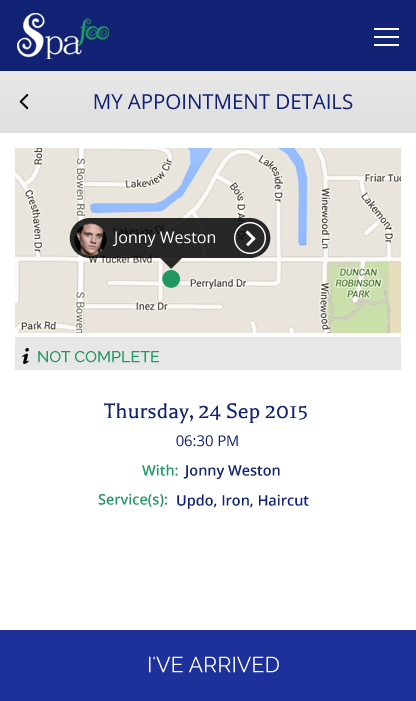 Spafoo
MY APPOINTMENT DETAILS
Lakeview Cir
Lakeside Dr
Friar Tuc
S Bowen Rd
Cresthaven Dr
Bois D A
Winewood Ln
Lakemont
Jonny Weston
W Tucker Blvd
Perryland Dr
DUNCAN
ROBINSON
PARK
Inez Dr
Winewood
Park Rd
S Bowen
i NOT COMPLETE
Thursday, 24 Sep 2015
06:30 PM
With: Jonny Weston
Service(s): Updo, Iron, Haircut
I'VE ARRIVED